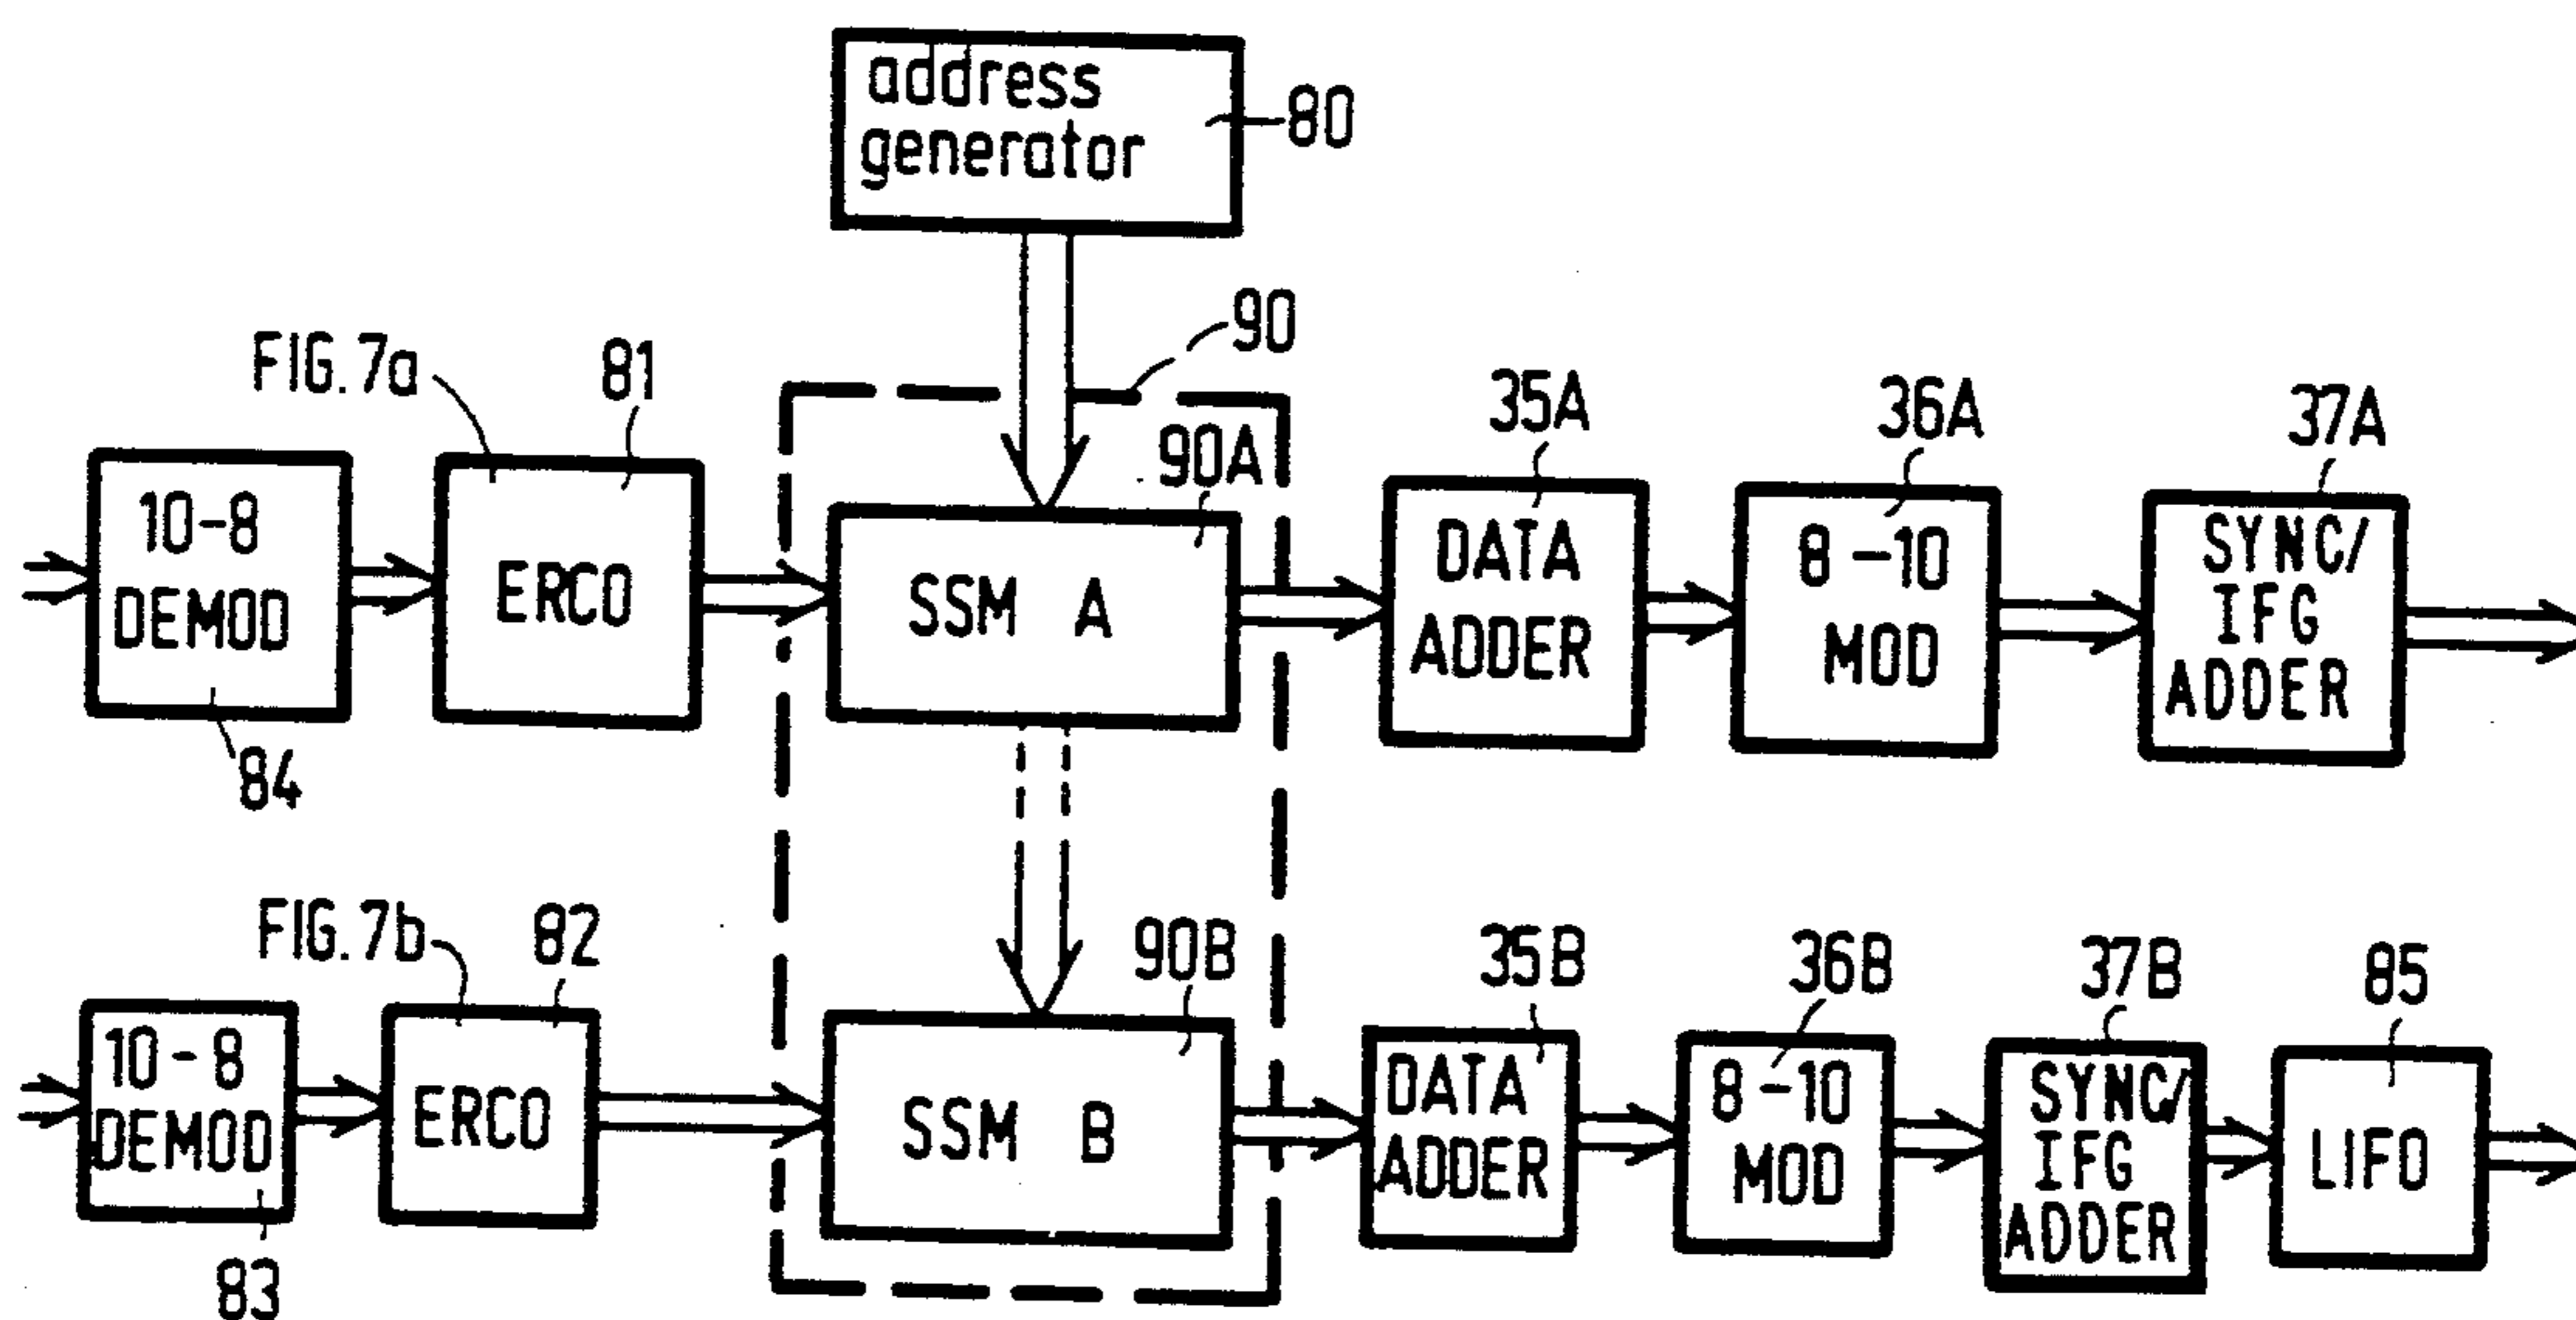 address
generator
80
90
FIG. 7a
81
90A
35A
36A
37A
10-8
DEMOD
ERCO
SSM A
DATA
ADDER
8-10
MOD
SYNC/
IFG
ADDER
84
FIG. 7b
82
90B
35B
36B
37B
85
10-8
DEMOD
ERCO
SSM B
DATA
ADDER
8-10
MOD
SYNC/
IFG
ADDER
LIFO
83